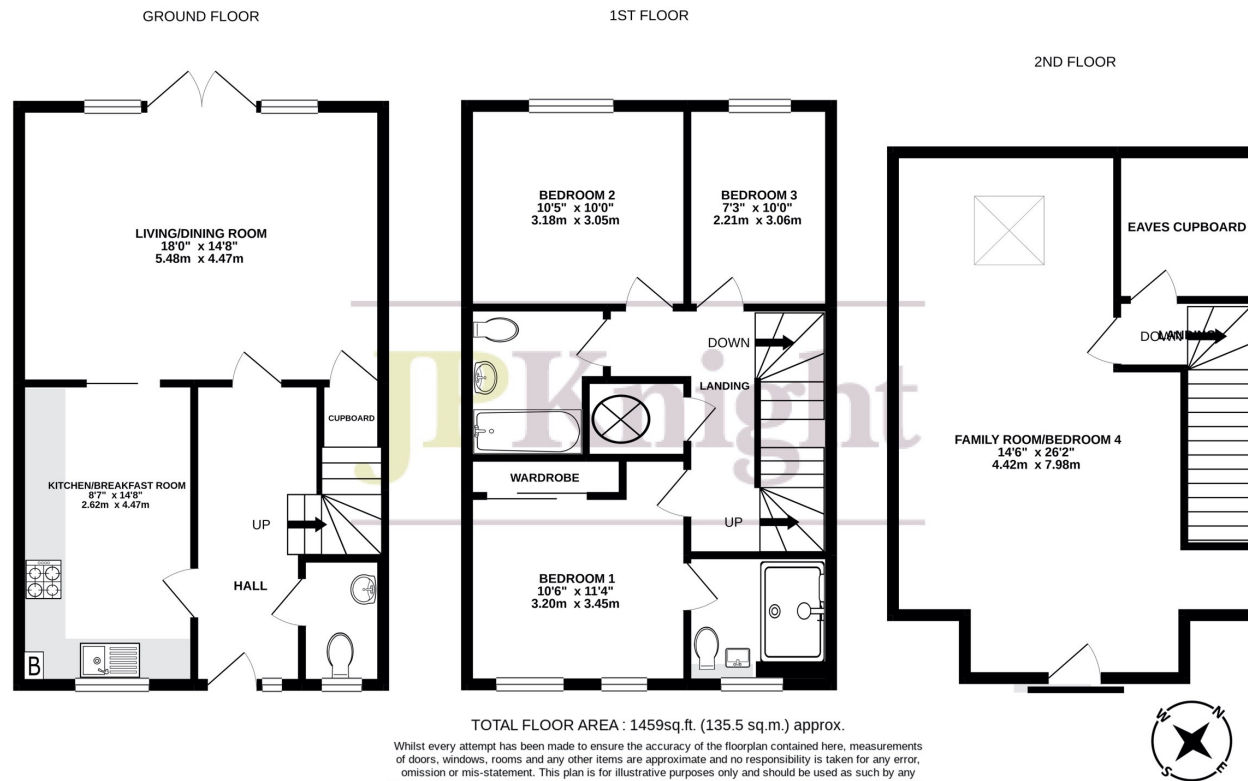 GROUND FLOOR
LIVING/DINING ROOM
18'0" x 14'8"
5.48m x 4.47m
KITCHEN/BREAKFAST ROOM
8'7" x 14'8"
2.62m x 4.47m
CUPBOARD
UP
HALL
B
1ST FLOOR
BEDROOM 2
10'5" x 10'0"
3.18m x 3.05m
BEDROOM 3
7'3" x 10'0"
2.21m x 3.06m
DOWN
LANDING
WARDROBE
UP
BEDROOM 1
10'6" x 11'4"
3.20m x 3.45m
JPKnight
2ND FLOOR
EAVES CUPBOARD
DOWN
LANDING
FAMILY ROOM/BEDROOM 4
14'6" x 26'2"
4.42m x 7.98m
TOTAL FLOOR AREA : 1459sq.ft. (135.5 sq.m.) approx.
Whilst every attempt has been made to ensure the accuracy of the floorplan contained here, measurements
of doors, windows, rooms and any other items are approximate and no responsibility is taken for any error,
omission or mis-statement. This plan is for illustrative purposes only and should be used as such by any
W N
S E